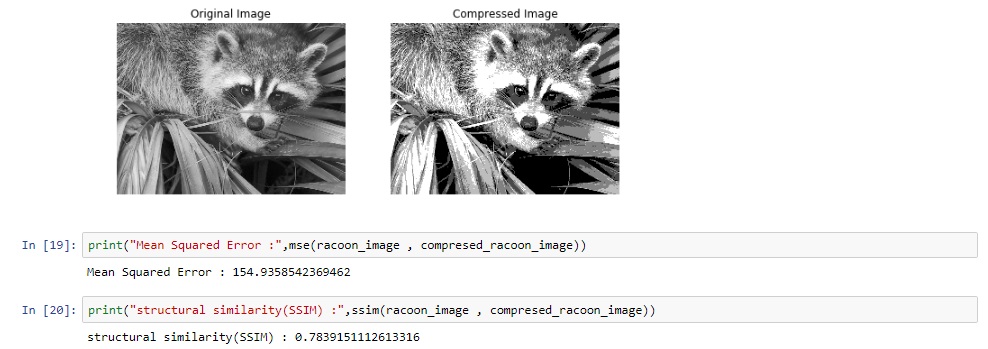 Original Image
Compressed Image
In [19]: print("Mean Squared Error :",mse(racoon_image , compresed_racoon_image))
Mean Squared Error : 154.9358542369462
In [20]: print("structural similarity(SSIM) :",ssim(racoon_image , compresed_racoon_image))
structural similarity(SSIM) : 0.7839151112613316